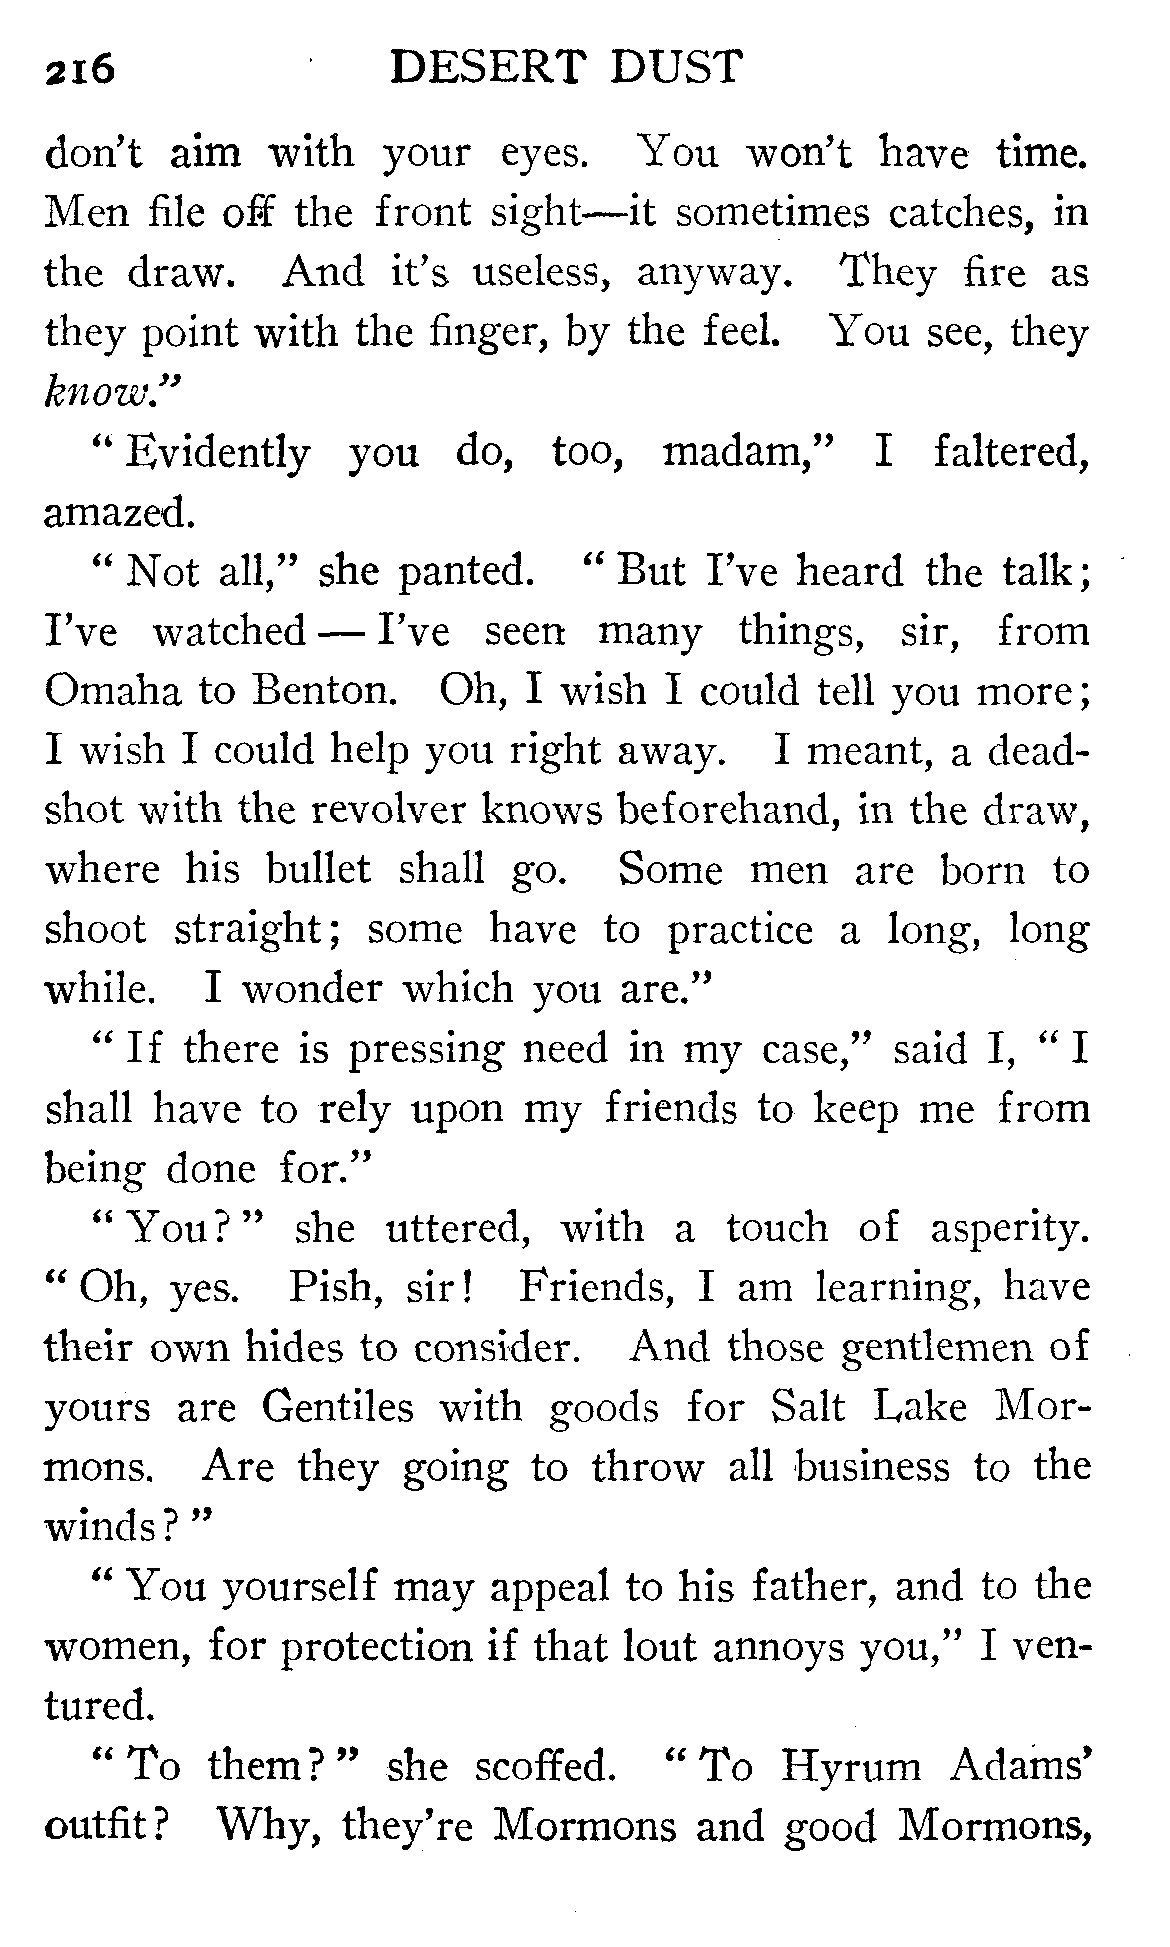 216 DESERT DUST
don't aim with your eyes. You won't have time.
Men file off the front sight—it sometimes catches, in
the draw. And it's useless, anyway. They fire as
they point with the finger, by the feel. You see, they
know."
"Evidently you do, too, madam," I faltered,
amazed.
"Not all," she panted. "But I've heard the talk;
I've watched — I've seen many things, sir, from
Omaha to Benton. Oh, I wish I could tell you more;
I wish I could help you right away. I meant, a dead-
shot with the revolver knows beforehand, in the draw,
where his bullet shall go. Some men are born to
shoot straight; some have to practice a long, long
while. I wonder which you are."
"If there is pressing need in my case," said I, "I
shall have to rely upon my friends to keep me from
being done for."
"You?" she uttered, with a touch of asperity.
"Oh, yes. Pish, sir! Friends, I am learning, have
their own hides to consider. And those gentlemen of
yours are Gentiles with goods for Salt Lake Mor-
mons. Are they going to throw all business to the
winds?"
"You yourself may appeal to his father, and to the
women, for protection if that lout annoys you," I ven-
tured.
"To them?" she scoffed. "To Hyrum Adams'
outfit? Why, they're Mormons and good Mormons,